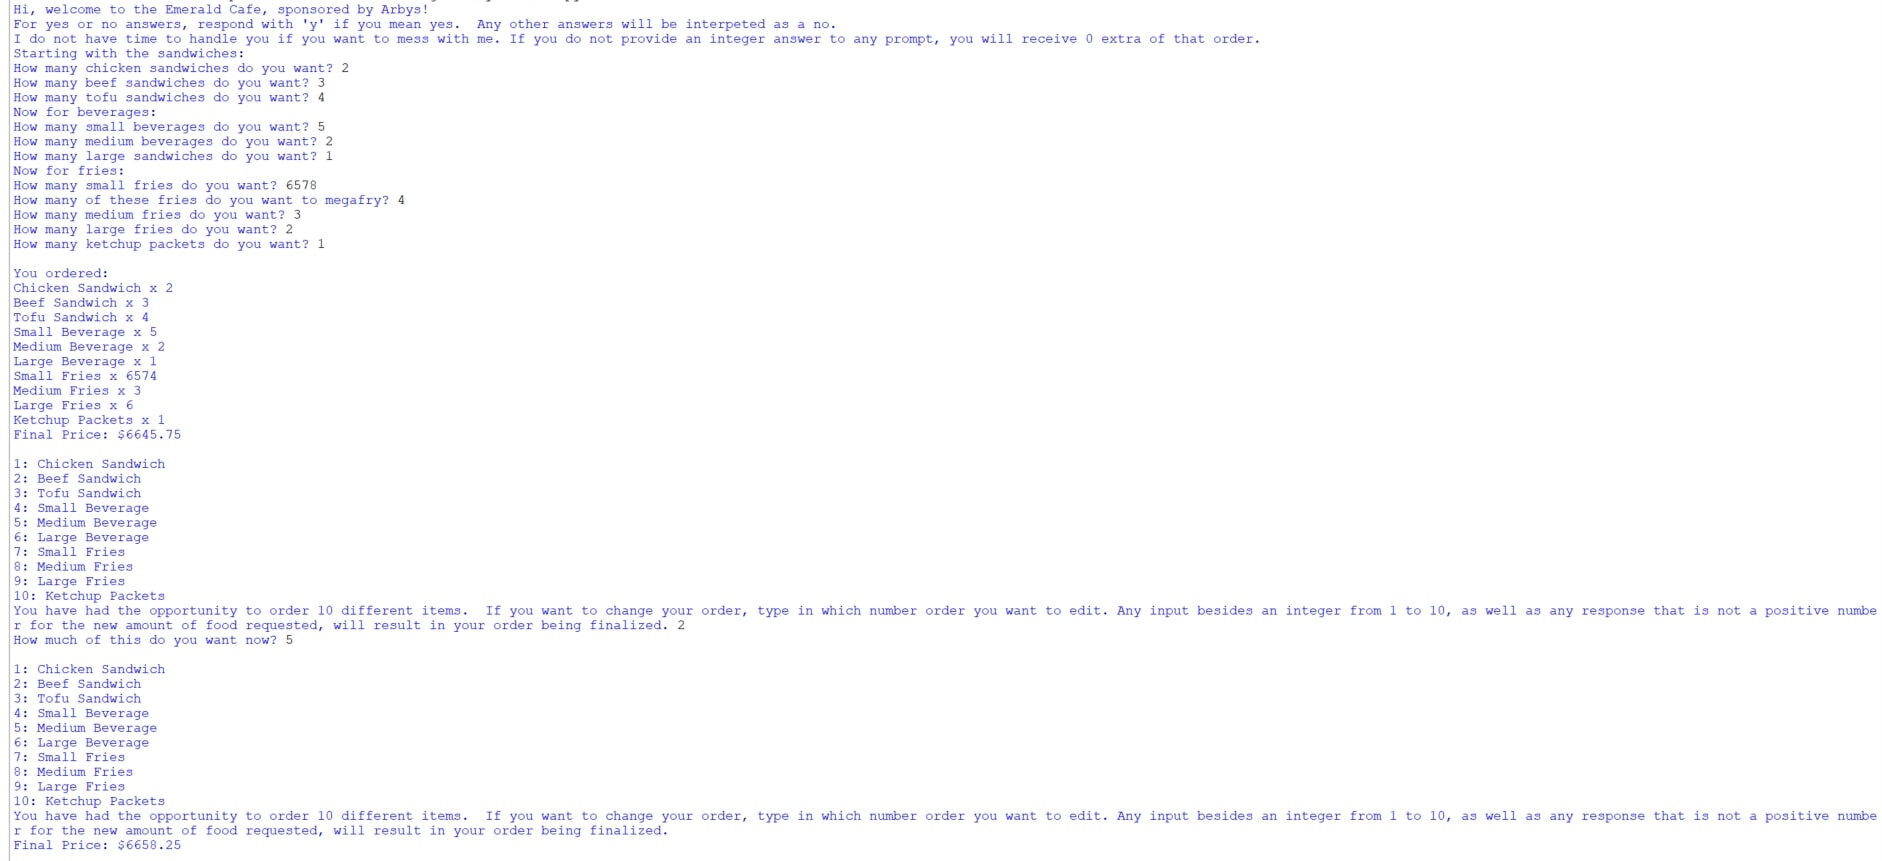 Hi, welcome to the Emerald Cafe, sponsored by Arbys!
For yes or no answers, respond with 'y' if you mean yes.  Any other answers will be interpeted as a no.
I do not have time to handle you if you want to mess with me. If you do not provide an integer answer to any prompt, you will receive 0 extra of that order.
Starting with the sandwiches:
How many chicken sandwiches do you want? 2
How many beef sandwiches do you want? 3
How many tofu sandwiches do you want? 4
Now for beverages:
How many small beverages do you want? 5
How many medium beverages do you want? 2
How many large sandwiches do you want? 1
Now for fries:
How many small fries do you want? 6578
How many of these fries do you want to megafry? 4
How many medium fries do you want? 3
How many large fries do you want? 2
How many ketchup packets do you want? 1
You ordered:
Chicken Sandwich x 2
Beef Sandwich x 3
Tofu Sandwich x 4
Small Beverage x 5
Medium Beverage x 2
Large Beverage x 1
Small Fries x 6574
Medium Fries x 3
Large Fries x 6
Ketchup Packets x 1
Final Price: $6645.75
1: Chicken Sandwich
2: Beef Sandwich
3: Tofu Sandwich
4: Small Beverage
5: Medium Beverage
6: Large Beverage
7: Small Fries
8: Medium Fries
9: Large Fries
10: Ketchup Packets
You have had the opportunity to order 10 different items.  If you want to change your order, type in which number order you want to edit. Any input besides an integer from 1 to 10, as well as any response that is not a positive numbe
r for the new amount of food requested, will result in your order being finalized. 2
How much of this do you want now? 5
1: Chicken Sandwich
2: Beef Sandwich
3: Tofu Sandwich
4: Small Beverage
5: Medium Beverage
6: Large Beverage
7: Small Fries
8: Medium Fries
9: Large Fries
10: Ketchup Packets
You have had the opportunity to order 10 different items.  If you want to change your order, type in which number order you want to edit. Any input besides an integer from 1 to 10, as well as any response that is not a positive numbe
r for the new amount of food requested, will result in your order being finalized.
Final Price: $6658.25